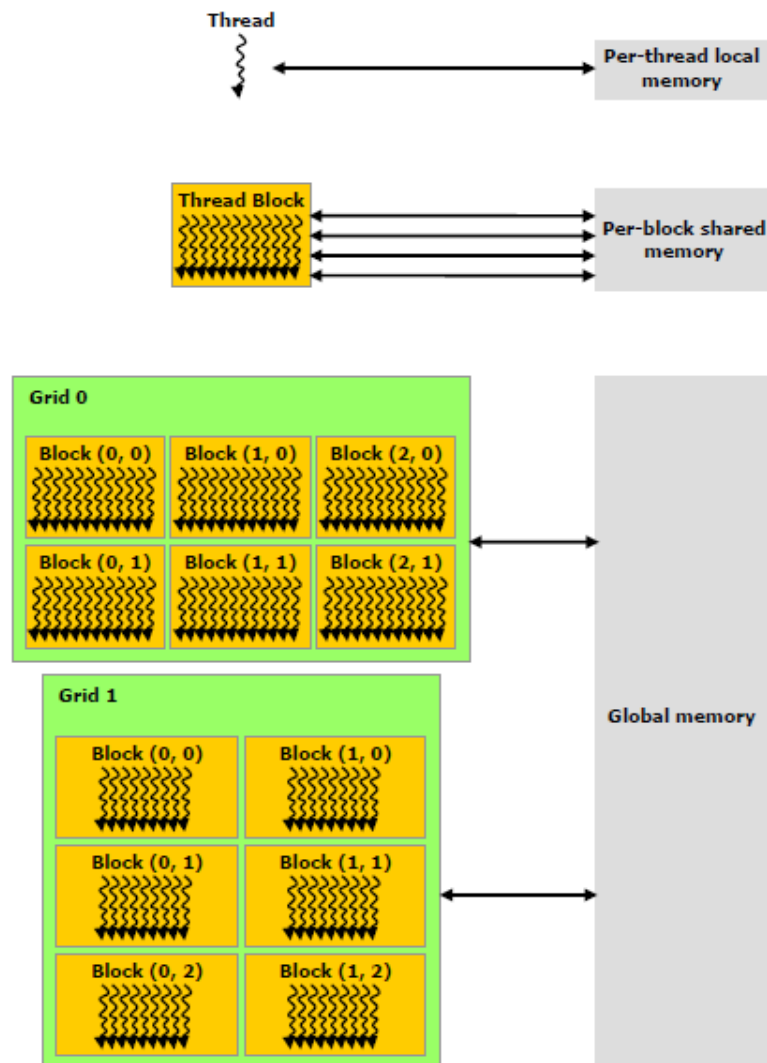 Thread
Per-thread local
memory
Thread Block
Per-block shared
memory
Grid 0
Block (0, 0) Block (1, 0) Block (2, 0)
Block (0, 1) Block (1, 1) Block (2, 1)
Grid 1
Global memory
Block (0, 0) Block (1, 0)
Block (0, 1) Block (1, 1)
Block (0, 2) Block (1, 2)